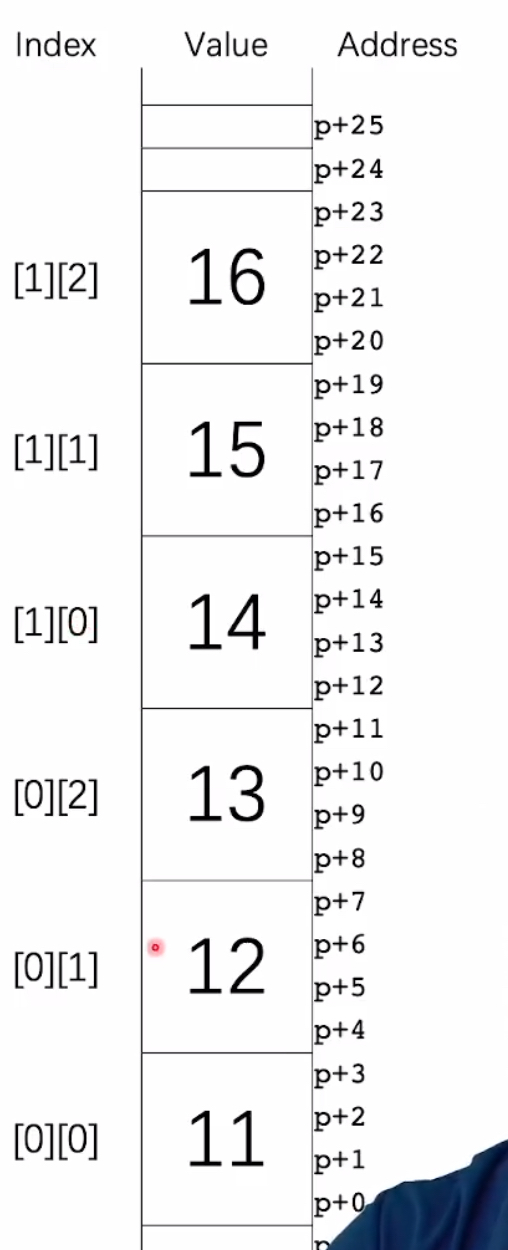 Index Value Address
p+25
p+24
p+23
p+22
[1][2] 16
p+21
p+20
p+19
p+18
[1][1] 15
p+17
p+16
p+15
p+14
[1][0] 14
p+13
p+12
p+11
p+10
[0][2] 13
p+9
p+8
p+7
p+6
[0][1] 12
p+5
p+4
p+3
p+2
[0][0] 11
p+1
p+0